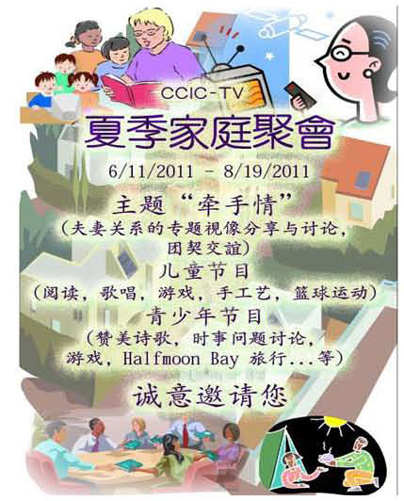 CCIC-TV
夏季家庭聚會
6/11/2011 - 8/19/2011
主题“牵手情”
(夫妻关系的专题视像分享与讨论,
团契交誼)
儿童节目
(阅读, 歌唱, 游戏, 手工艺, 篮球运动)
青少年节目
(赞美诗歌, 时事问题讨论,
游戏, Halfmoon Bay 旅行...等)
诚意邀请您